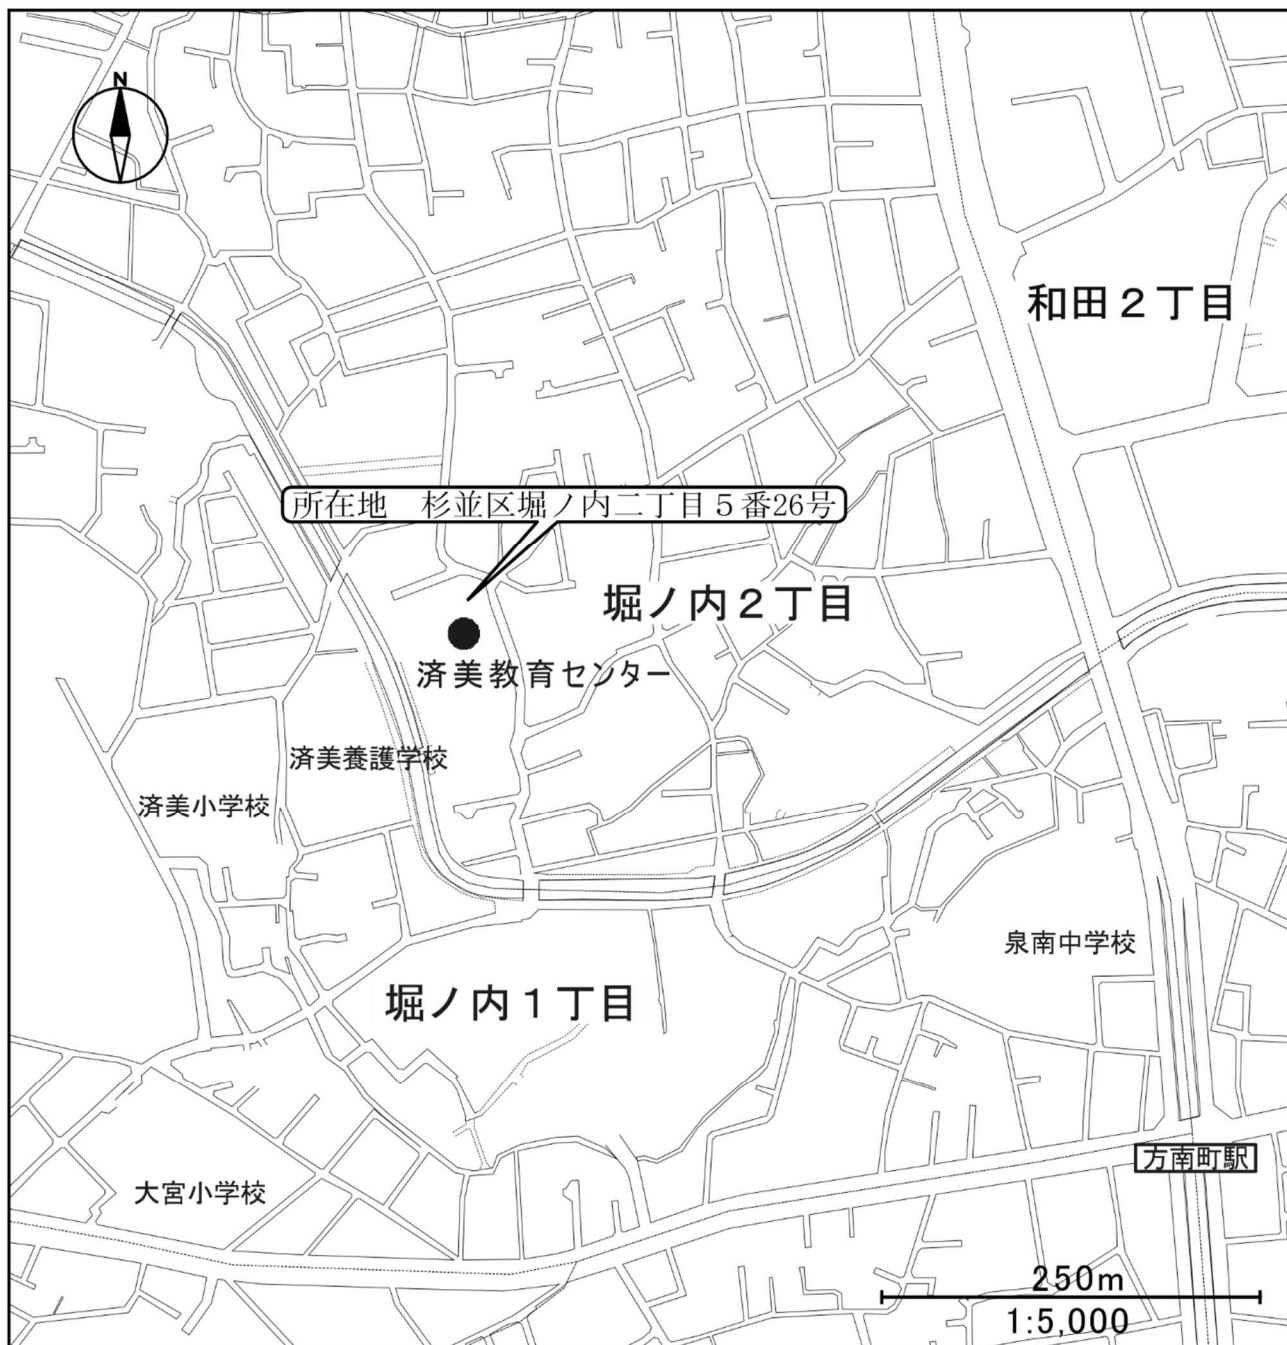 N
和田２丁目
所在地　杉並区堀ノ内二丁目５番26号
堀ノ内２丁目
済美教育センター
済美養護学校
済美小学校
泉南中学校
堀ノ内１丁目
方南町駅
大宮小学校
250m
1:5,000